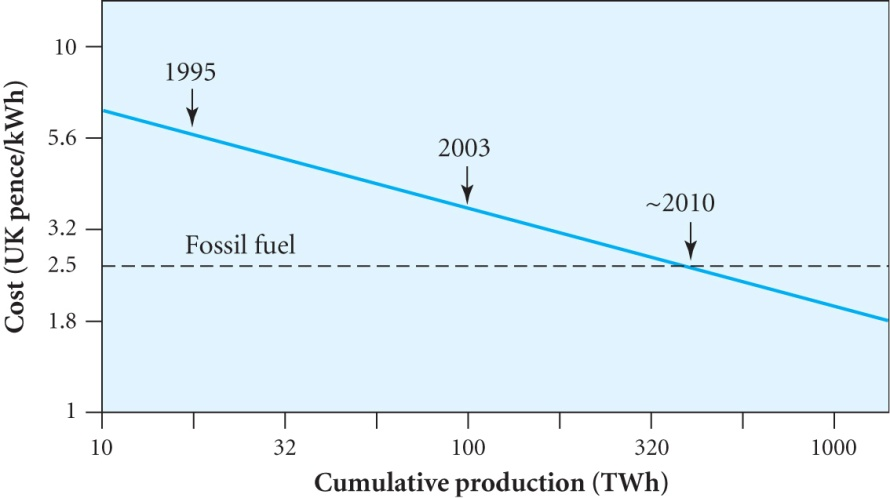 10
1995
5.6
2003
~2010
3.2
Fossil fuel
2.5
1.8
1
10 32 100 320 1000
Cost (UK pence/kWh)
Cumulative production (TWh)